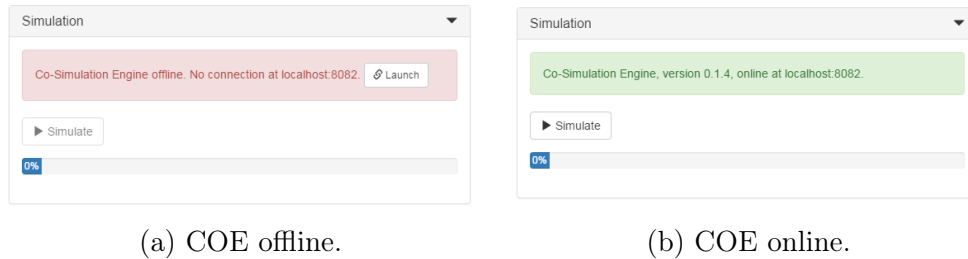 Simulation
Co-Simulation Engine offline. No connection at localhost:8082. Launch
Simulate
0%
(a) COE offline.
Simulation
Co-Simulation Engine, version 0.1.4, online at localhost:8082.
Simulate
0%
(b) COE online.